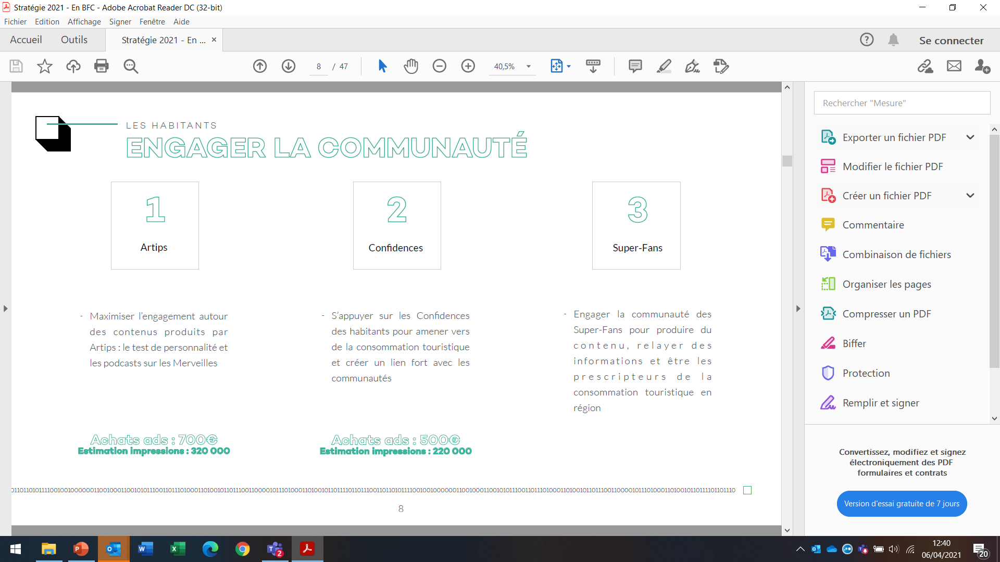 Stratégie 2021 - En BFC - Adobe Acrobat Reader DC (32-bit)
Fichier Edition Affichage Signer Fenêtre Aide
Accueil Outils Stratégie 2021 - En ... × Se connecter
8 / 47 40,5%
LES HABITANTS
ENGAGER LA COMMUNAUTÉ
1
Artips
- Maximiser l'engagement autour
des contenus produits par
Artips : le test de personnalité et
les podcasts sur les Merveilles
Achats ads : 700€
Estimation impressions : 320 000
2
Confidences
- S'appuyer sur les Confidences
des habitants pour amener vers
de la consommation touristique
et créer un lien fort avec les
communautés
Achats ads : 500€
Estimation impressions : 220 000
3
Super-Fans
- Engager la communauté des
Super-Fans pour produire du
contenu, relayer des
informations et être les
prescripteurs de la
consommation touristique en
région
8
Rechercher "Mesure"
Exporter un fichier PDF
Modifier le fichier PDF
Créer un fichier PDF
Commentaire
Combinaison de fichiers
Organiser les pages
Compresser un PDF
Biffer
Protection
Remplir et signer
Convertissez, modifiez et signez
électroniquement des PDF
formulaires et contrats
Version d'essai gratuite de 7 jours
2
12:40
06/04/2021
20